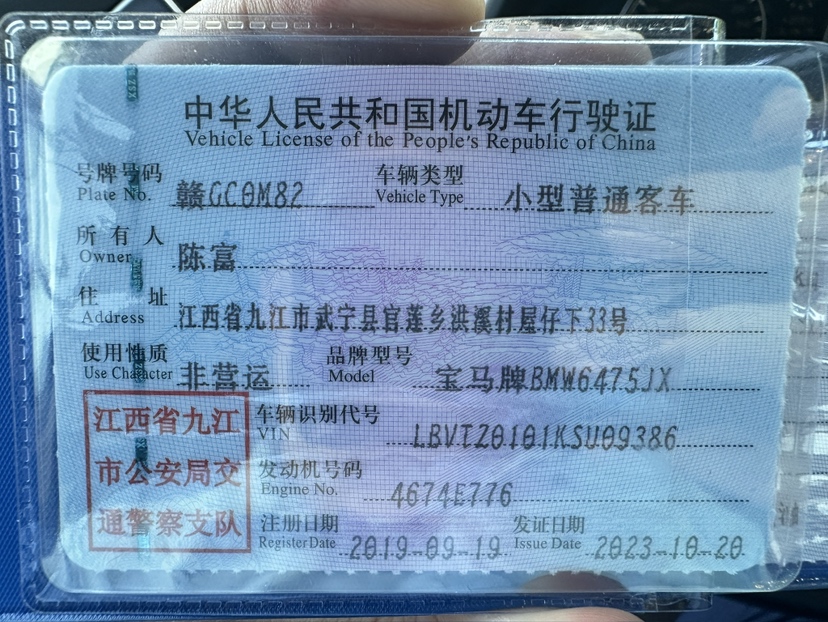 中华人民共和国机动车行驶证
Vehicle License of the People's Republic of China
号牌号码 赣GC0M82 车辆类型 小型普通客车
Plate No. Vehicle Type
所有人 陈富
Owner
住址 江西省九江市武宁县官莲乡洪溪村屋仔下33号
Address
使用性质 非营运 品牌型号 宝马牌BMW6475JX
Use Character Model
江西省九江 车辆识别代号 LBVTZ0101KSU09386
VIN
市公安局交 发动机号码 4674E776
Engine No.
通警察支队 注册日期 2019-09-19 发证日期 2023-10-20
Register Date Issue Date